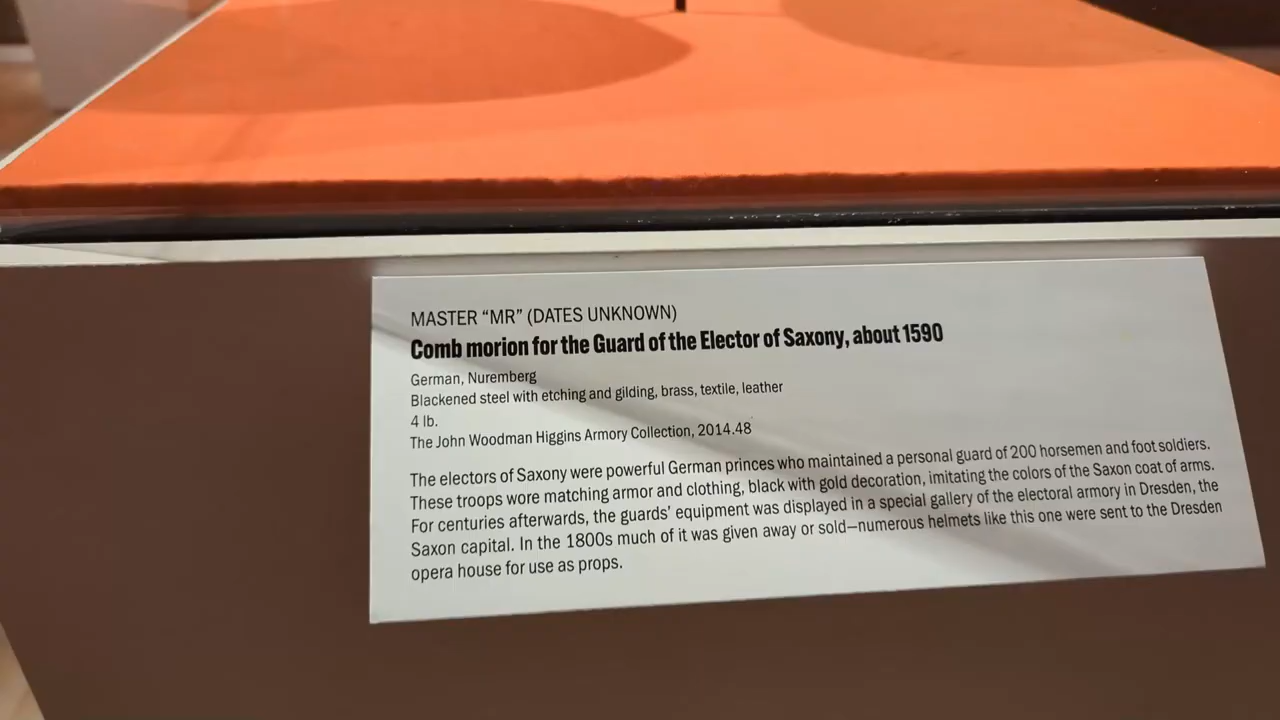 MASTER “MR” (DATES UNKNOWN)
Comb morion for the Guard of the Elector of Saxony, about 1590
German, Nuremberg
Blackened steel with etching and gilding, brass, textile, leather
4 lb.
The John Woodman Higgins Armory Collection, 2014.48
The electors of Saxony were powerful German princes who maintained a personal guard of 200 horsemen and foot soldiers.
These troops wore matching armor and clothing, black with gold decoration, imitating the colors of the Saxon coat of arms.
For centuries afterwards, the guards’ equipment was displayed in a special gallery of the electoral armory in Dresden, the
Saxon capital. In the 1800s much of it was given away or sold—numerous helmets like this one were sent to the Dresden
opera house for use as props.